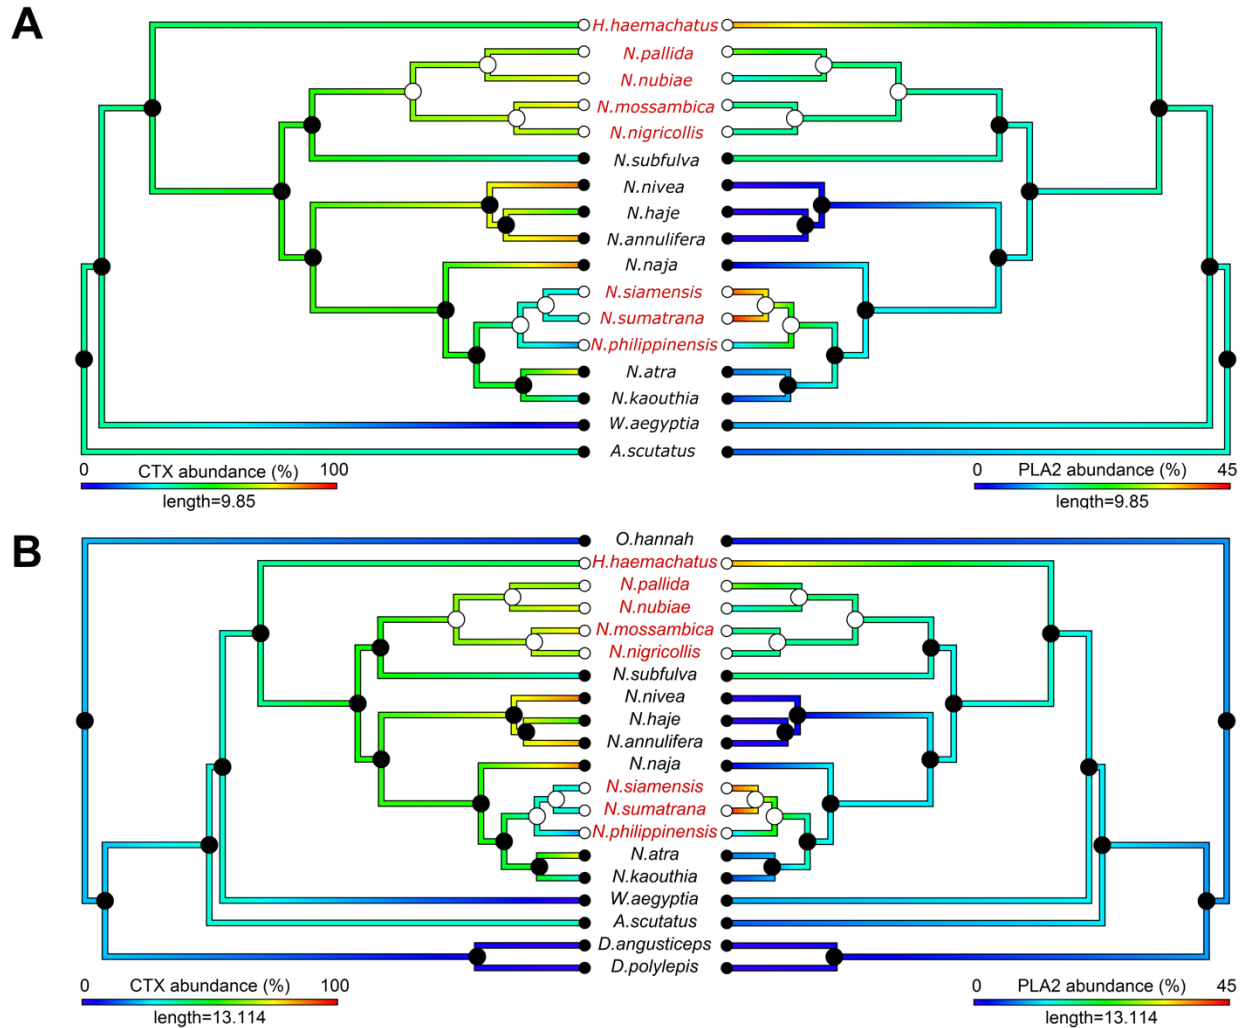 A
H.haemachatus
N.pallida
N.nubiae
N.mossambica
N.nigricollis
N.subfulva
N.nivea
N.haje
N.annulifera
N.naja
N.siamensis
N.sumatrana
N.philippinensis
N.atra
N.kaouthia
W.aegyptia
A.scutatus
0 CTX abundance (%) 100
length=9.85
0 PLA2 abundance (%) 45
length=9.85
B
O.hannah
H.haemachatus
N.pallida
N.nubiae
N.mossambica
N.nigricollis
N.subfulva
N.nivea
N.haje
N.annulifera
N.naja
N.siamensis
N.sumatrana
N.philippinensis
N.atra
N.kaouthia
W.aegyptia
A.scutatus
D.angusticeps
D.polylepis
0 CTX abundance (%) 100
length=13.114
0 PLA2 abundance (%) 45
length=13.114